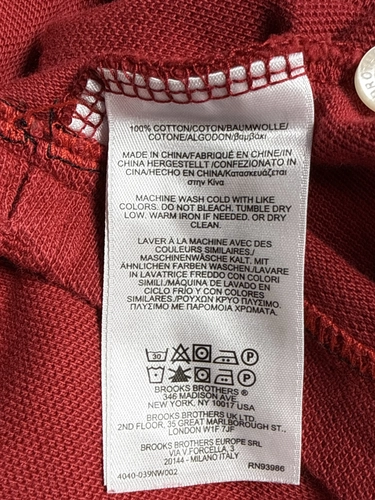 100% COTTON/COTON/BAUMWOLLE/
COTONE/ALGODON/βαμβάκι
MADE IN CHINA/FABRIQUÉ EN CHINE/IN
CHINA HERGESTELLT /CONFEZIONATO IN
CINA/HECHO EN CHINA/Κατασκευάζεται
στην Κίνα
MACHINE WASH COLD WITH LIKE
COLORS. DO NOT BLEACH. TUMBLE DRY
LOW. WARM IRON IF NEEDED. OR DRY
CLEAN.
LAVER À LA MACHINE AVEC DES
COULEURS SIMILAIRES./
MASCHINENWÄSCHE KALT. MIT
ÄHNLICHEN FARBEN WASCHEN/LAVARE
IN LAVATRICE FREDDO CON COLORI
SIMILI./MÁQUINA DE LAVADO EN
CICLO FRÍO Y CON COLORES
SIMILARES./ΡΟΥΧΩΝ ΚΡΥΟ ΠΛΥΣΙΜΟ.
ΠΛΥΣΙΜΟ ΜΕ ΠΑΡΟΜΟΙΑ ΧΡΩΜΑΤΑ.
30 P
P
BROOKS BROTHERS ®
346 MADISON AVE
NEW YORK, NY 10017 USA
BROOKS BROTHERS UK LTD
2ND FLOOR, 35 GREAT MARLBOROUGH ST.,
LONDON W1F 7JF
BROOKS BROTHERS EUROPE SRL
VIA V.FORCELLA, 3
20144 - MILANO ITALY
4040-039NW002 RN93986